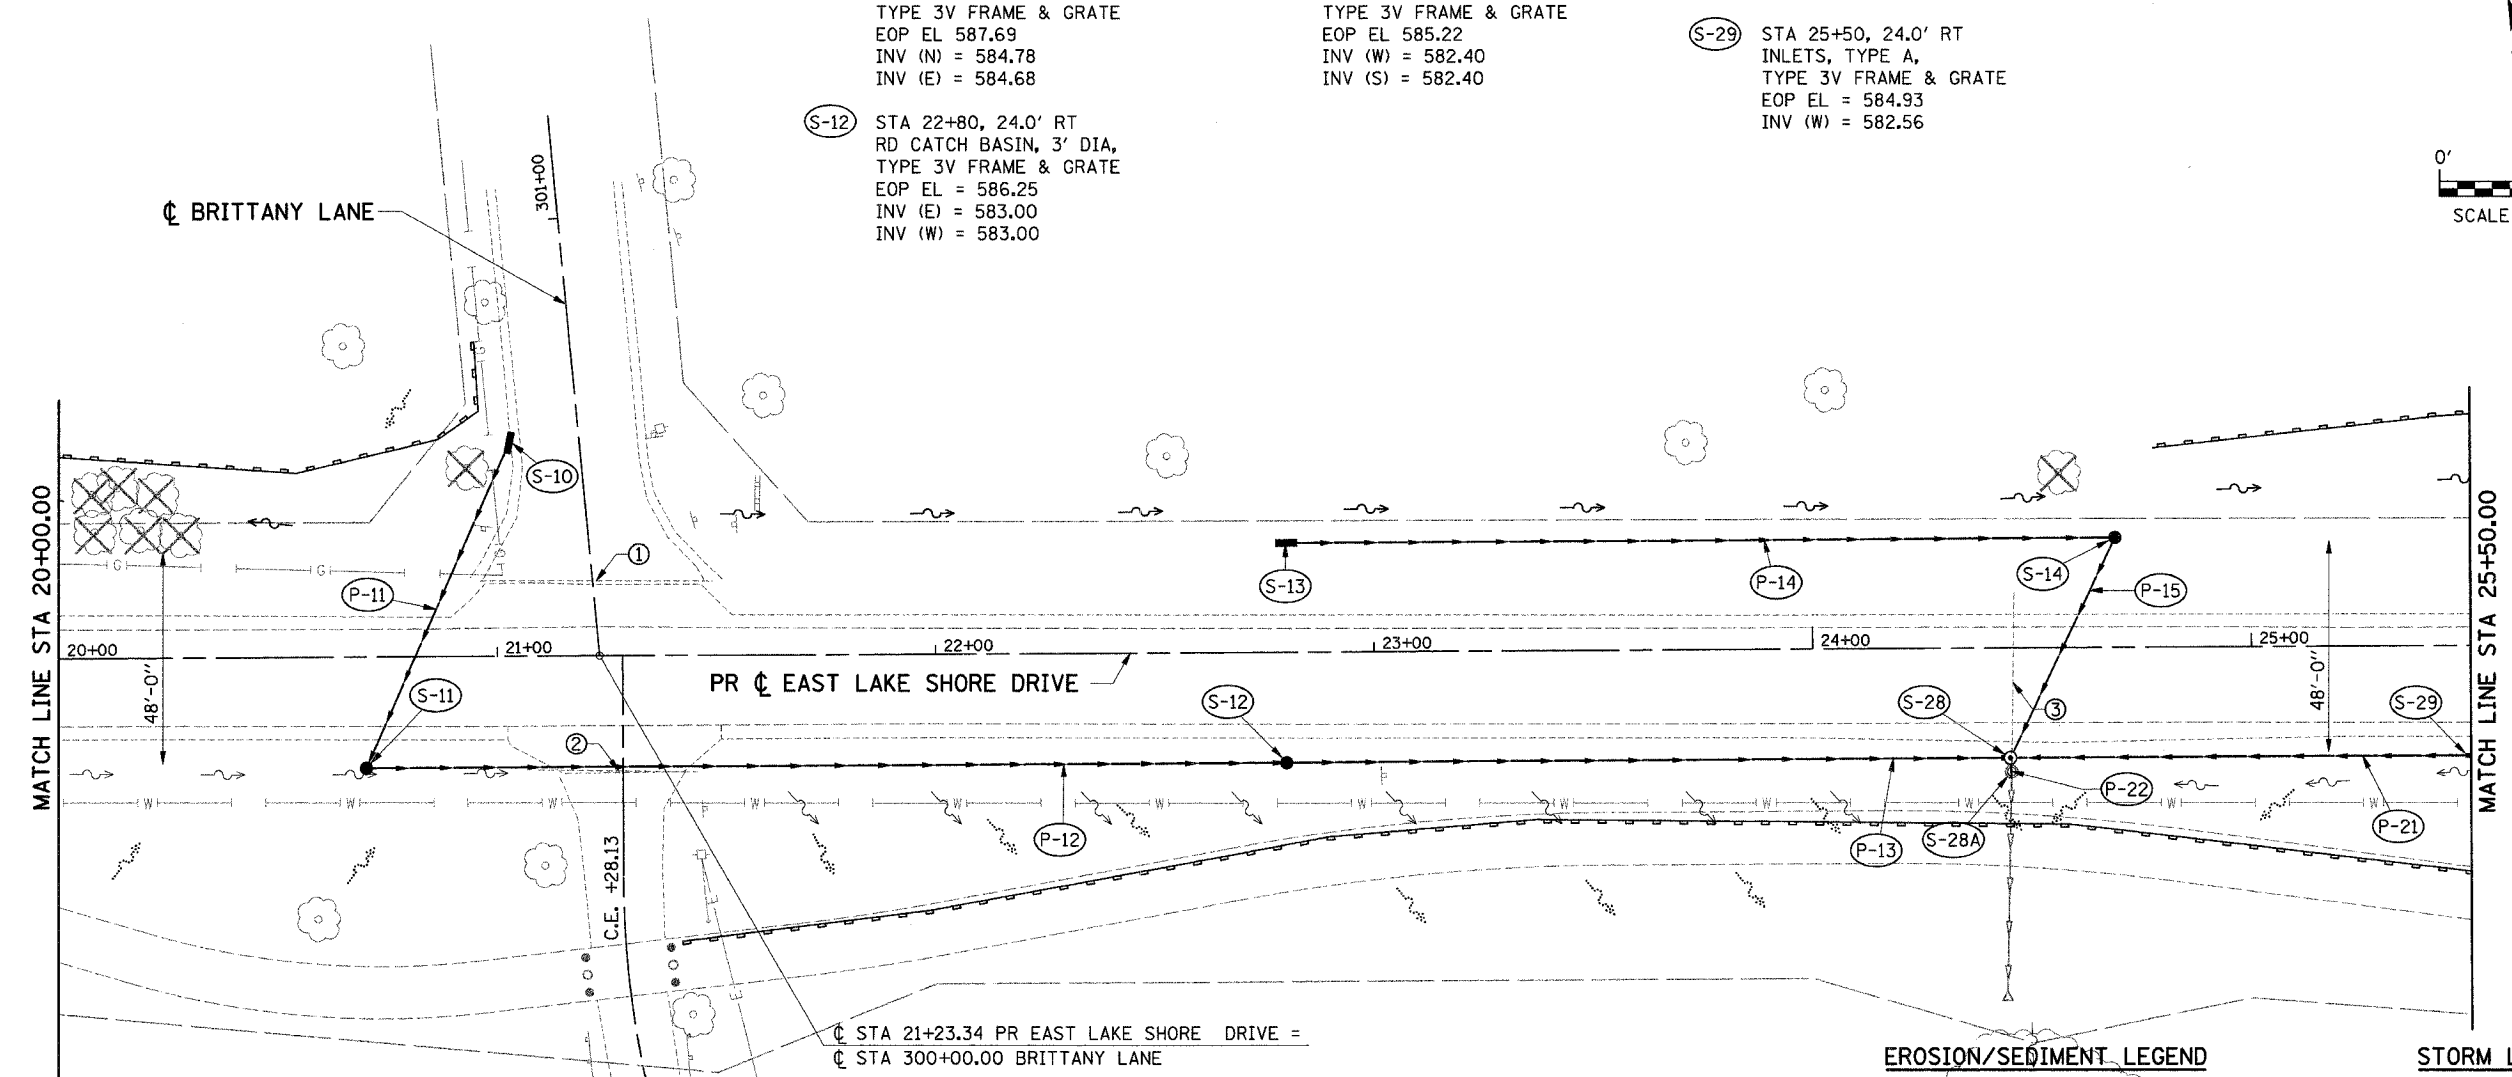 TYPE 3V FRAME & GRATE
EOP EL 587.69
INV (N) = 584.78
INV (E) = 584.68
S-12
STA 22+80, 24.0' RT
RD CATCH BASIN, 3' DIA,
TYPE 3V FRAME & GRATE
EOP EL = 586.25
INV (E) = 583.00
INV (W) = 583.00
TYPE 3V FRAME & GRATE
EOP EL 585.22
INV (W) = 582.40
INV (S) = 582.40
S-29
STA 25+50, 24.0' RT
INLETS, TYPE A,
TYPE 3V FRAME & GRATE
EOP EL = 584.93
INV (W) = 582.56
0'
SCALE
301+00
℄ BRITTANY LANE
S-10
1
P-11
S-13
P-14
S-14
P-15
MATCH LINE STA 20+00.00
MATCH LINE STA 25+50.00
G
G
G
G
20+00
21+00
22+00
23+00
24+00
25+00
48'-0"
48'-0"
PR ℄ EAST LAKE SHORE DRIVE
S-11
S-12
S-28
3
S-29
2
W
W
W
W
W
W
W
W
W
W
W
W
P-22
P-12
P-13
S-28A
P-21
C.E. +28.13
E
E
℄ STA 21+23.34 PR EAST LAKE SHORE DRIVE =
℄ STA 300+00.00 BRITTANY LANE
EROSION/SEDIMENT LEGEND
STORM L